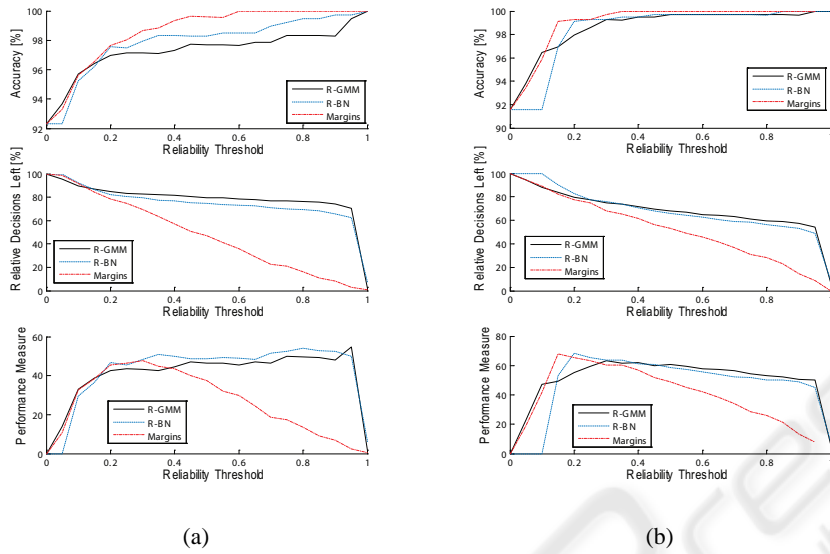 100
98
96
94
92
Accuracy [%]
R-GMM
R-BN
Margins
0 0.2 0.4 0.6 0.8 1
Reliability Threshold
100
80
60
40
20
0
Relative Decisions Left [%]
R-GMM
R-BN
Margins
0 0.2 0.4 0.6 0.8 1
Reliability Threshold
60
40
20
0
Performance Measure
R-GMM
R-BN
Margins
0 0.2 0.4 0.6 0.8 1
Reliability Threshold
(a)
100
98
96
94
92
90
Accuracy [%]
R-GMM
R-BN
Margins
0 0.2 0.4 0.6 0.8 1
Reliability Threshold
100
80
60
40
20
0
Relative Decisions Left [%]
R-GMM
R-BN
Margins
0 0.2 0.4 0.6 0.8 1
Reliability Threshold
80
60
40
20
0
Performance Measure
R-GMM
R-BN
Margins
0 0.2 0.4 0.6 0.8 1
Reliability Threshold
(b)